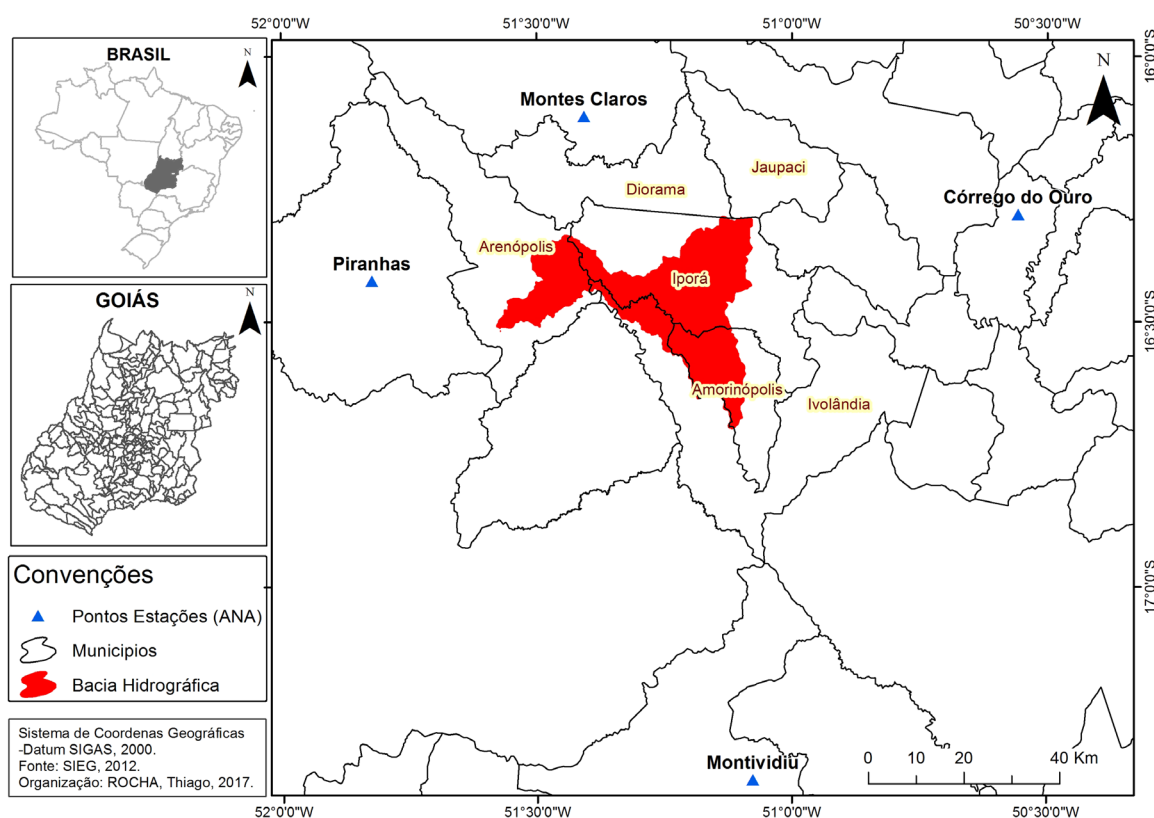 52°0'0"W
51°30'0"W
51°0'0"W
50°30'0"W
BRASIL
N
GOIÁS
N
Convenções
Pontos Estações (ANA)
Municipios
Bacia Hidrográfica
Sistema de Coordenas Geográficas
-Datum SIGAS, 2000.
Fonte: SIEG, 2012.
Organização: ROCHA, Thiago, 2017.
N
Montes Claros
Jaupaci
Diorama
Córrego do Ouro
Arenópolis
Piranhas
Iporá
Amorinópolis
Ivolândia
Montividiu
0 10 20 40 Km
16°0'0"S
16°30'0"S
17°0'0"S
52°0'0"W
51°30'0"W
51°0'0"W
50°30'0"W